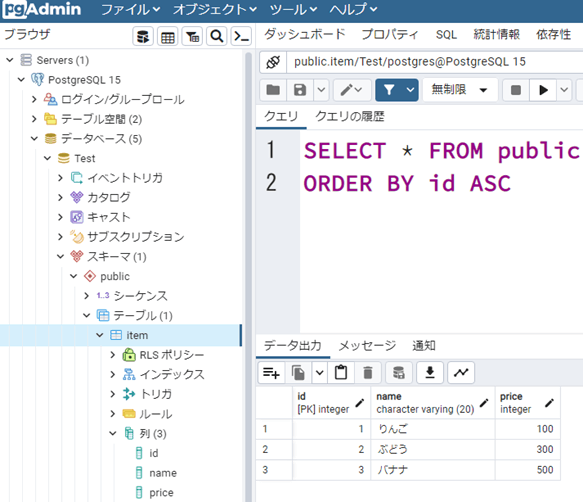 pgAdmin ファイル オブジェクト ツール ヘルプ
ブラウザ
Servers (1)
PostgreSQL 15
ログイン/グループロール
テーブル空間 (2)
データベース (5)
Test
イベントトリガ
カタログ
キャスト
サブスクリプション
スキーマ (1)
public
1..3 シーケンス
テーブル (1)
item
RLS ポリシー
インデックス
トリガ
ルール
列 (3)
id
name
price
ダッシュボード プロパティ SQL 統計情報 依存性
public.item/Test/postgres@PostgreSQL 15
無制限
クエリ クエリの履歴
1 SELECT * FROM public
2 ORDER BY id ASC
データ出力 メッセージ 通知
id name price
[PK] integer character varying (20) integer
1 1 りんご 100
2 2 ぶどう 300
3 3 バナナ 500